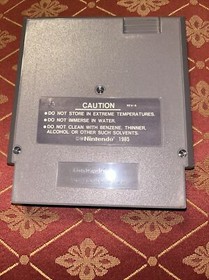 CAUTION
REV-A
•DO NOT STORE IN EXTREME TEMPERATURES.
•DO NOT IMMERSE IN WATER.
•DO NOT CLEAN WITH BENZENE, THINNER,
ALCOHOL OR OTHER SUCH SOLVENTS.
©Nintendo 1985